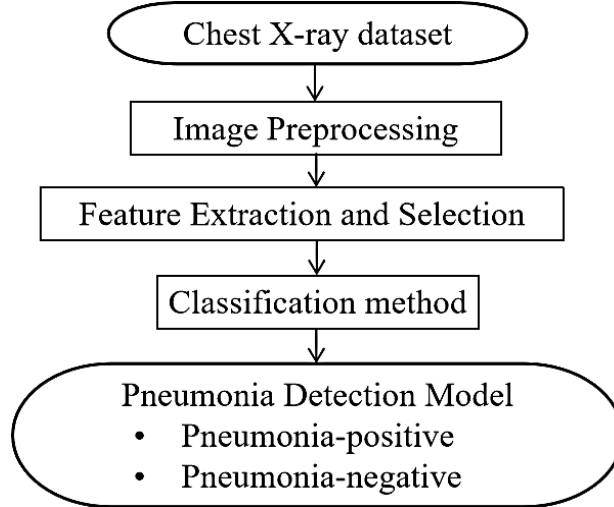 Chest X-ray dataset
Image Preprocessing
Feature Extraction and Selection
Classification method
Pneumonia Detection Model
• Pneumonia-positive
• Pneumonia-negative